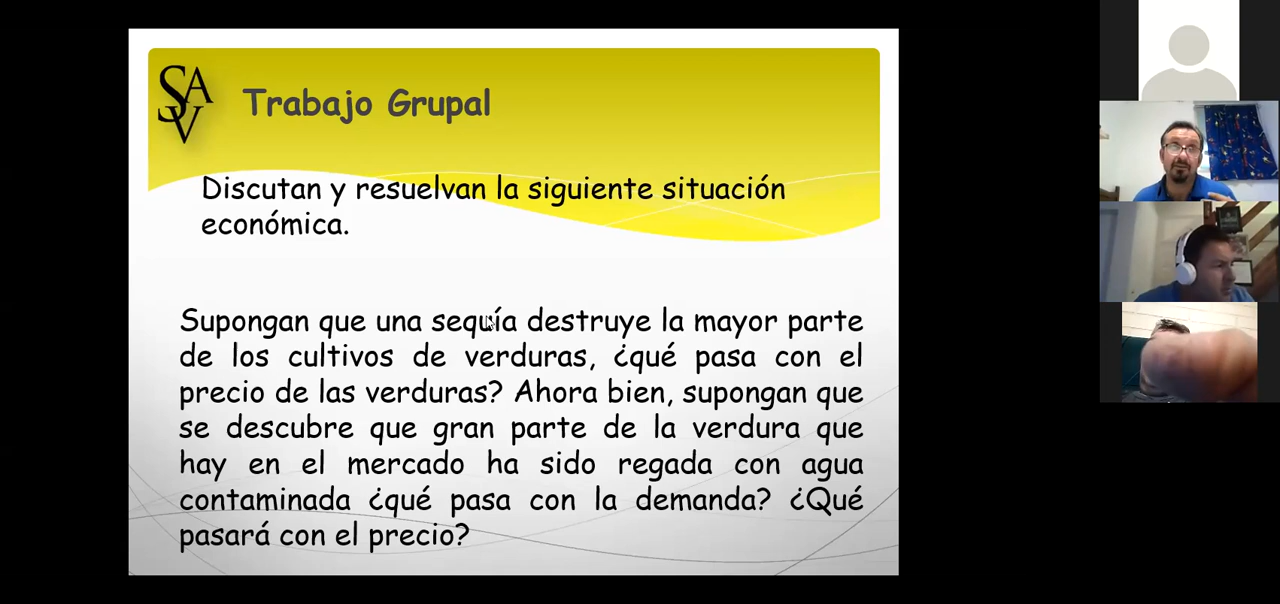 SAV
Trabajo Grupal
Discutan y resuelvan la siguiente situación
económica.
Supongan que una sequía destruye la mayor parte
de los cultivos de verduras, ¿qué pasa con el
precio de las verduras? Ahora bien, supongan que
se descubre que gran parte de la verdura que
hay en el mercado ha sido regada con agua
contaminada ¿qué pasa con la demanda? ¿Qué
pasará con el precio?